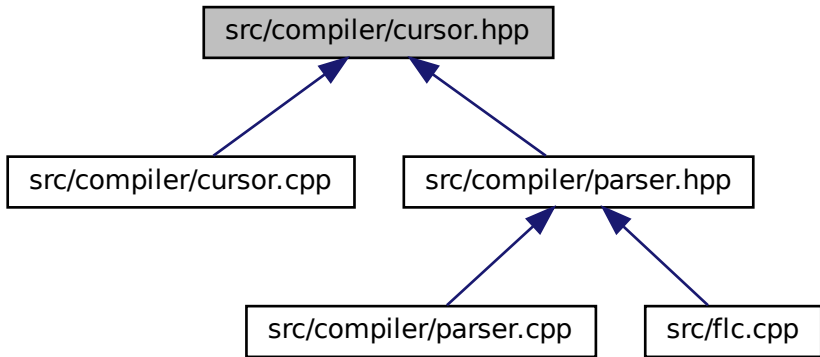 src/compiler/cursor.hpp
src/compiler/cursor.cpp
src/compiler/parser.hpp
src/compiler/parser.cpp
src/flc.cpp